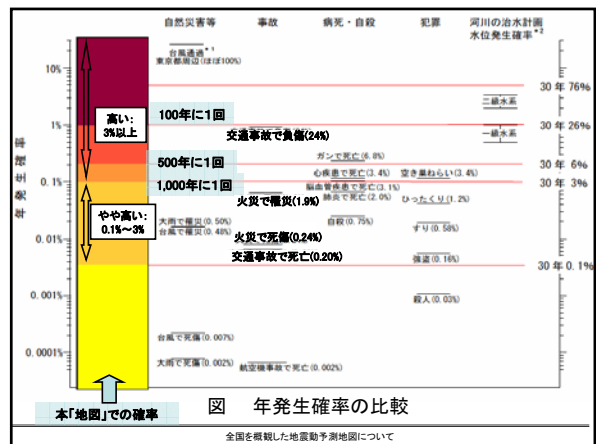 自然災害等
事故
病死・自殺
犯罪
河川の治水計画
水位発生確率*2
台風通過*1
東京都周辺(ほぼ100%)
10%
30年76%
二級水系
高い:
3%以上
100年に1回
1%
30年26%
一級水系
交通事故で負傷(24%)
ガンで死亡(6.8%)
500年に1回
30年6%
心疾患で死亡(3.4%)
空き巣ねらい(3.4%)
0.1%
1,000年に1回
30年3%
脳血管疾患で死亡(3.1%)
火災で罹災(1.9%)
肺炎で死亡(2.0%)
ひったくり(1.2%)
年発生確率
やや高い:
0.1%~3%
大雨で罹災(0.50%)
自殺(0.75%)
すり(0.58%)
台風で罹災(0.48%)
火災で死傷(0.24%)
0.01%
交通事故で死亡(0.20%)
強盗(0.16%)
30年0.1%
0.001%
殺人(0.03%)
台風で死傷(0.007%)
0.0001%
大雨で死傷(0.002%)
航空機事故で死亡(0.002%)
本「地図」での確率
図 年発生確率の比較
全国を概観した地震動予測地図について